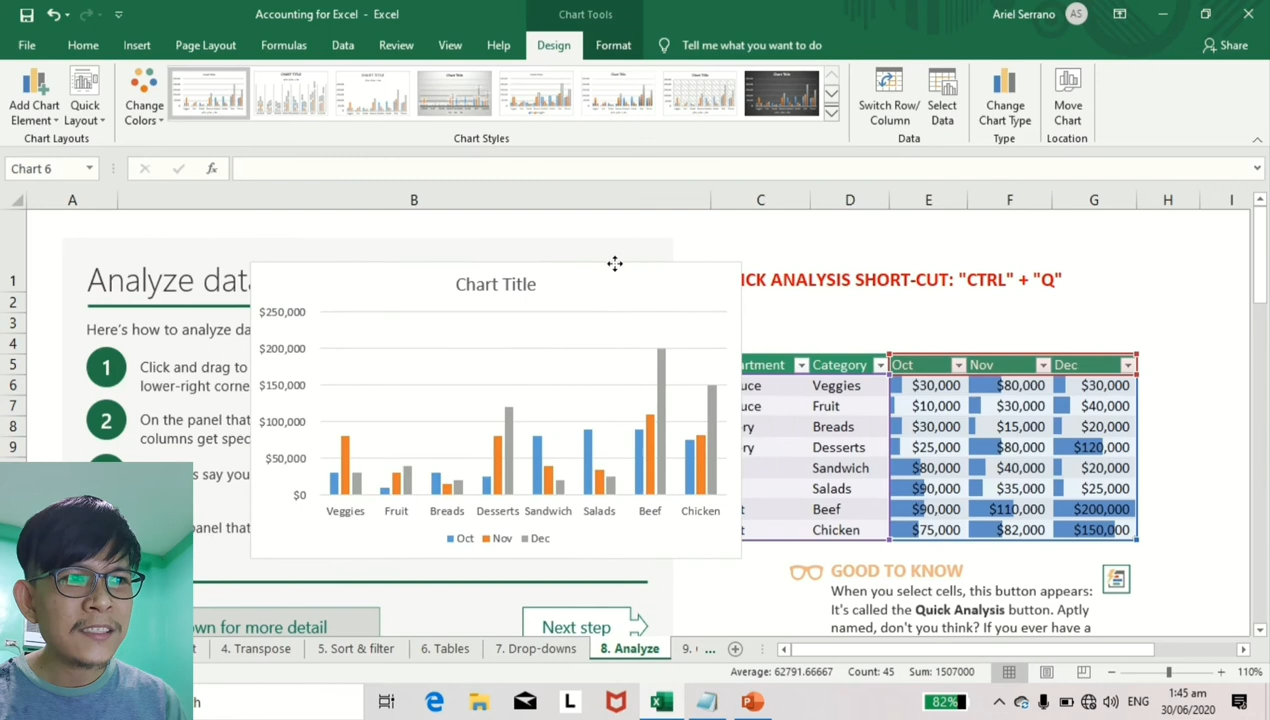 Accounting for Excel - Excel
Chart Tools
Ariel Serrano
AS
File
Home
Insert
Page Layout
Formulas
Data
Review
View
Help
Design
Format
Tell me what you want to do
Share
Add Chart Element
Quick Layout
Change Colors
Switch Row/ Column
Select Data
Change Chart Type
Move Chart
Chart Layouts
Chart Styles
Data
Type
Location
Chart 6
fx
A B C D E F G H I
1
2
3
4
5
6
7
8
9
Analyze dat
Here's how to analyze da
1 Click and drag to
lower-right corne
2 On the panel that
columns get spec
s say you
panel that
Chart Title
$250,000
$200,000
$150,000
$100,000
$50,000
$0
Veggies Fruit Breads Desserts Sandwich Salads Beef Chicken
Oct Nov Dec
ICK ANALYSIS SHORT-CUT: "CTRL" + "Q"
rtment Category Oct Nov Dec
uce Veggies $30,000 $80,000 $30,000
uce Fruit $10,000 $30,000 $40,000
ry Breads $30,000 $15,000 $20,000
ry Desserts $25,000 $80,000 $120,000
Sandwich $80,000 $40,000 $20,000
Salads $90,000 $35,000 $25,000
t Beef $90,000 $110,000 $200,000
t Chicken $75,000 $82,000 $150,000
GOOD TO KNOW
When you select cells, this button appears:
It's called the Quick Analysis button. Aptly
named, don't you think? If you ever have a
own for more detail
Next step
t
4. Transpose
5. Sort & filter
6. Tables
7. Drop-downs
8. Analyze
9.
...
Average: 62791.66667 Count: 45 Sum: 1507000
110%
h
L
82%
ENG
1:45 am
30/06/2020